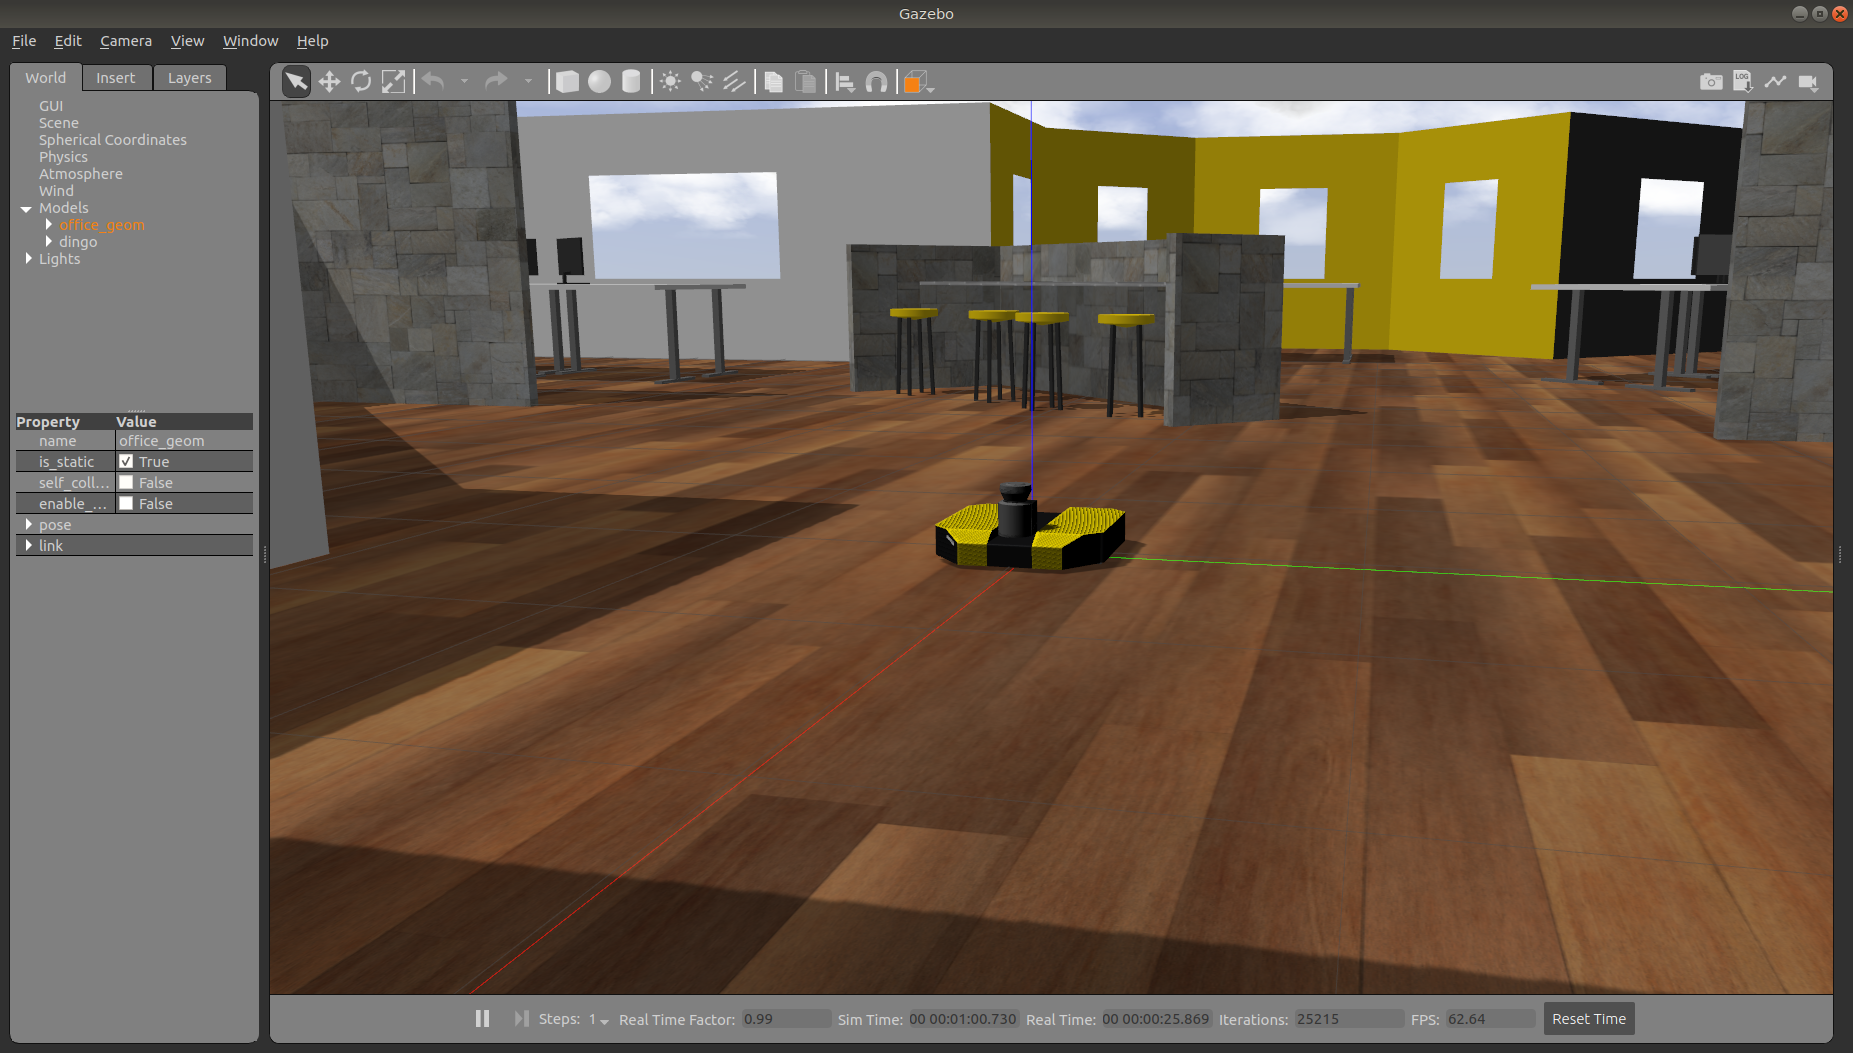 Gazebo
File Edit Camera View Window Help
World Insert Layers
GUI
Scene
Spherical Coordinates
Physics
Atmosphere
Wind
Models
office_geom
dingo
Lights
LOG
Property Value
name office_geom
is_static True
self_coll... False
enable_... False
pose
link
Steps: 1 Real Time Factor: 0.99 Sim Time: 00 00:01:00.730 Real Time: 00 00:00:25.869 Iterations: 25215 FPS: 62.64 Reset Time